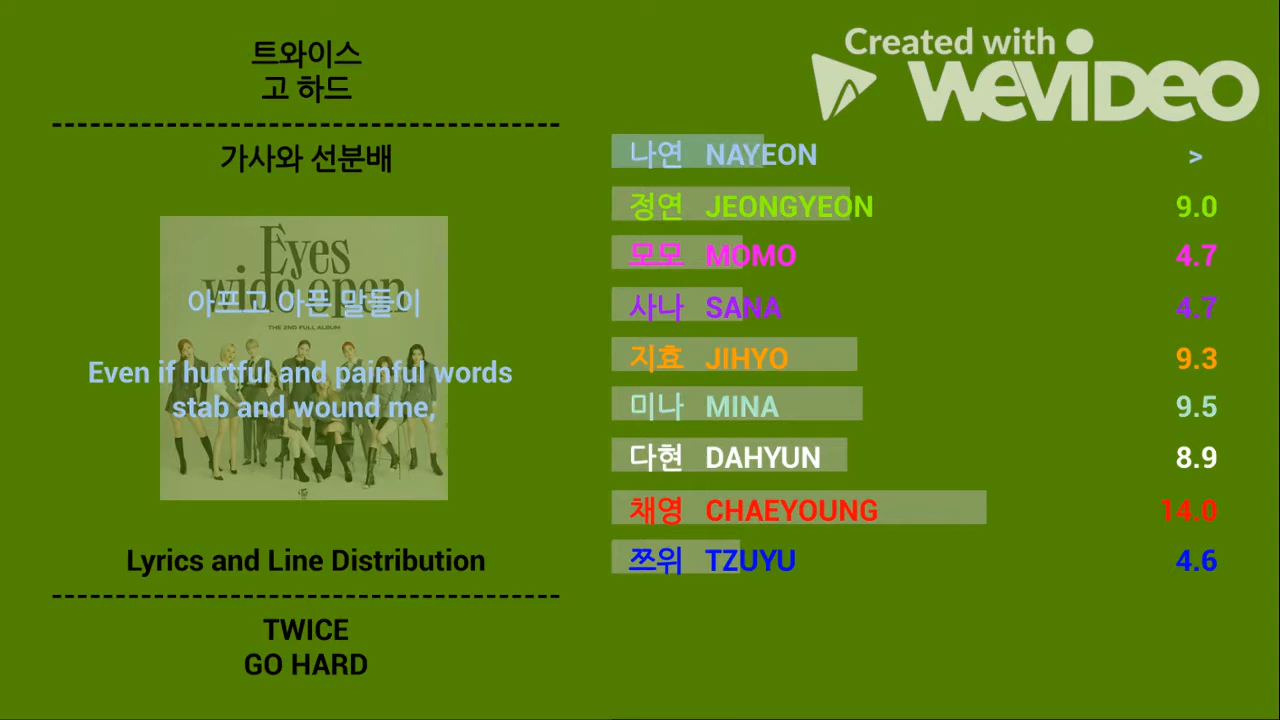 트와이스
고 하드
가사와 선분배
Eyes
wide open
THE 2ND FULL ALBUM
아프고 아픈 말들이
Even if hurtful and painful words
stab and wound me,
Lyrics and Line Distribution
TWICE
GO HARD
Created with
WEVIDEO
나연 NAYEON >
정연 JEONGYEON 9.0
모모 MOMO 4.7
사나 SANA 4.7
지효 JIHYO 9.3
미나 MINA 9.5
다현 DAHYUN 8.9
채영 CHAEYOUNG 14.0
쯔위 TZUYU 4.6